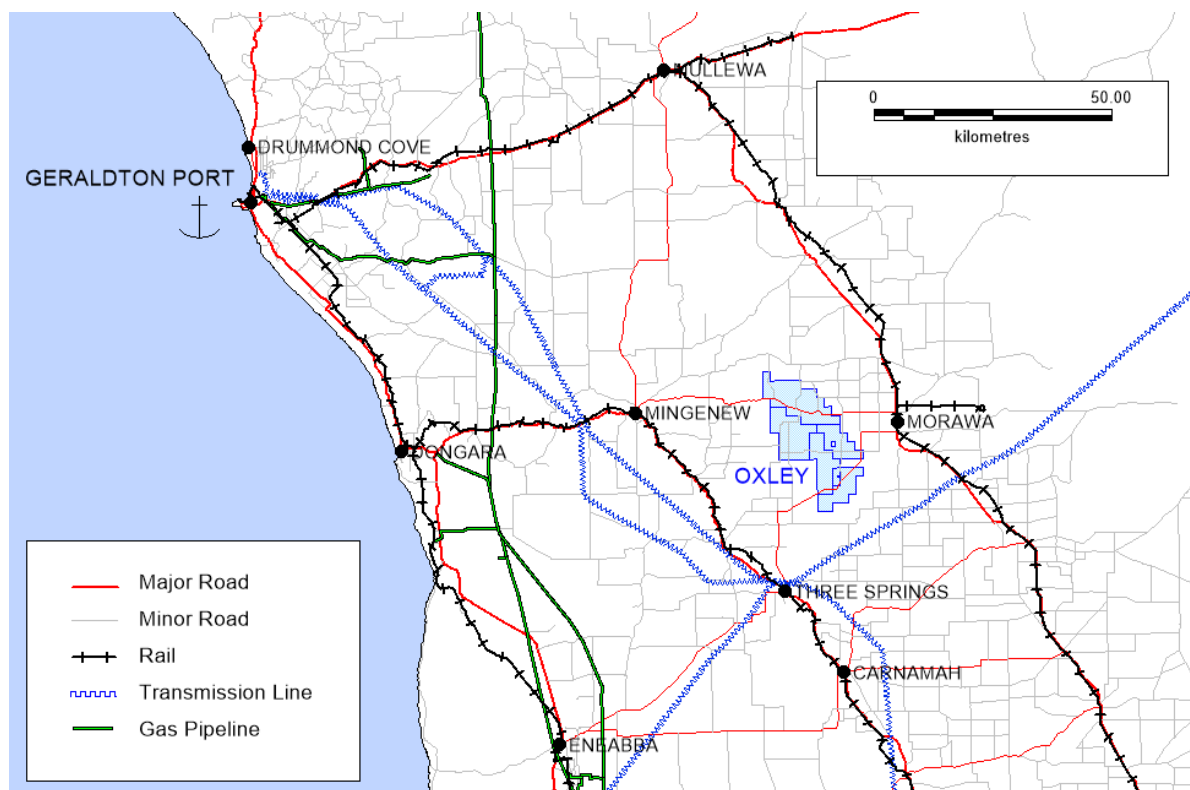 MULLEWA
0 50.00
kilometres
DRUMMOND COVE
GERALDTON PORT
MINGENEW
MORAWA
DONGARA
OXLEY
THREE SPRINGS
CARNAMAH
ENEABBA
Major Road
Minor Road
Rail
Transmission Line
Gas Pipeline